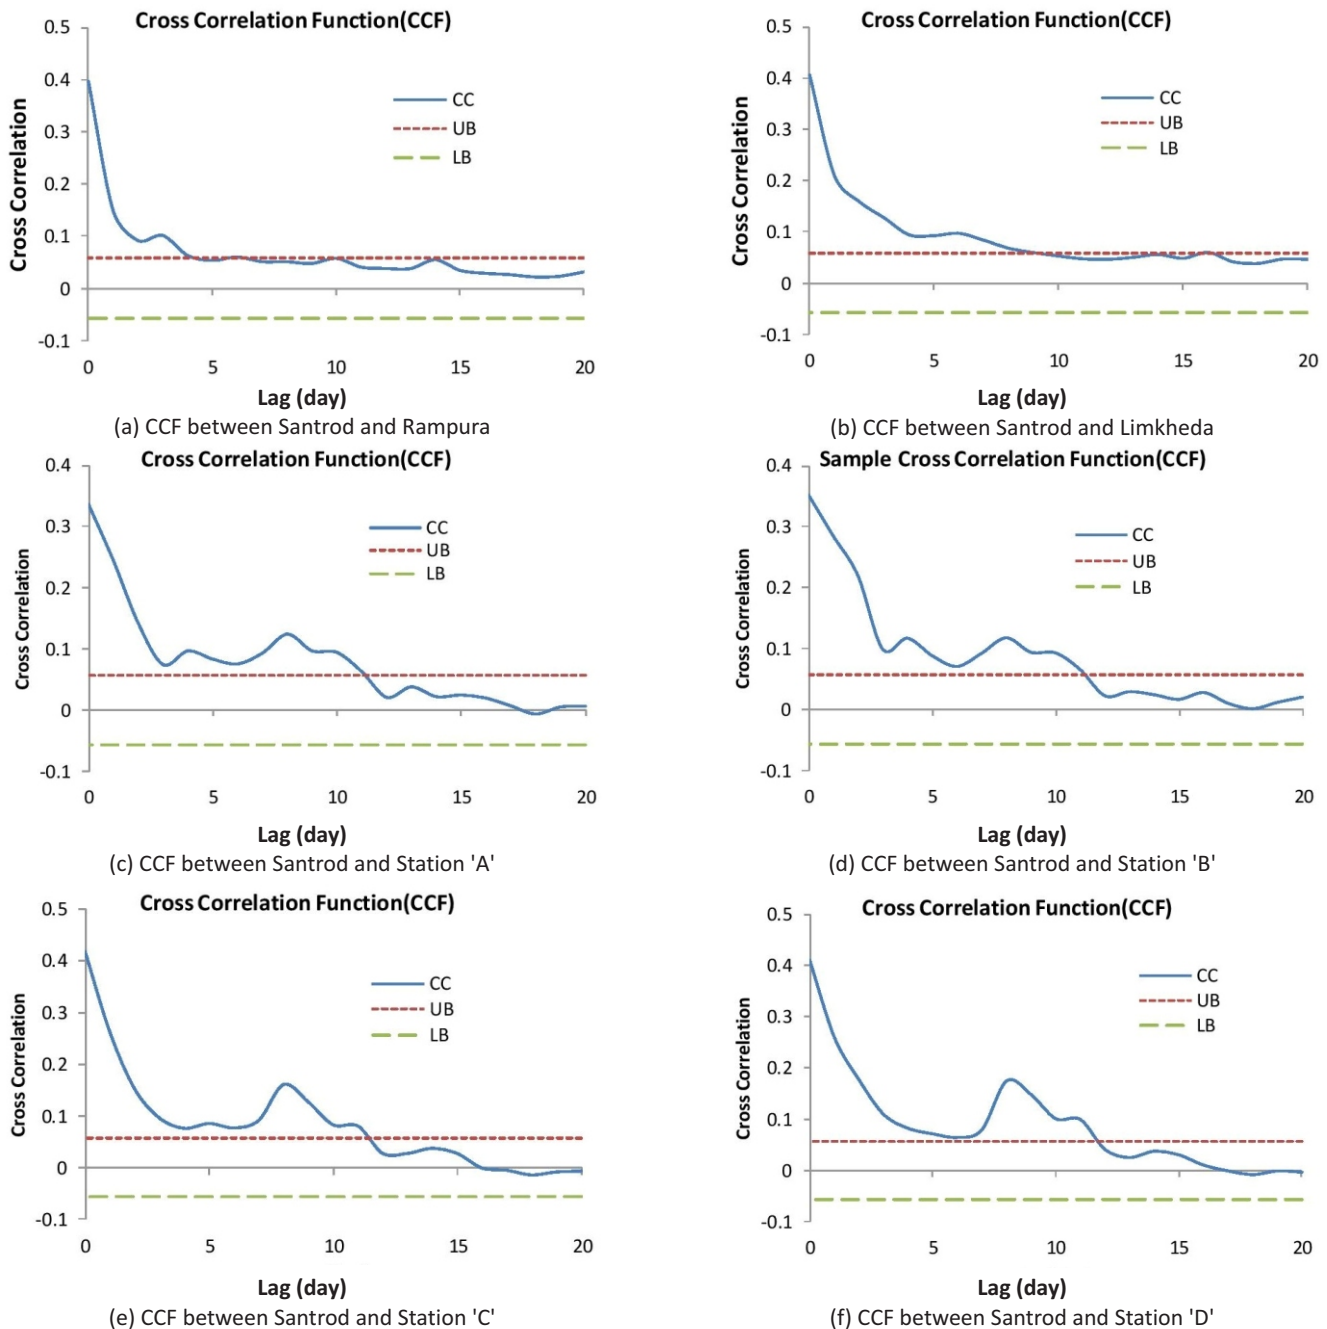 Cross Correlation Function(CCF)
0.5
0.4
0.3
0.2
0.1
0
-0.1
Cross Correlation
CC
UB
LB
0 5 10 15 20
Lag (day)
(a) CCF between Santrod and Rampura
Cross Correlation Function(CCF)
0.5
0.4
0.3
0.2
0.1
0
-0.1
Cross Correlation
CC
UB
LB
0 5 10 15 20
Lag (day)
(b) CCF between Santrod and Limkheda
Cross Correlation Function(CCF)
0.4
0.3
0.2
0.1
0
-0.1
Cross Correlation
CC
UB
LB
0 5 10 15 20
Lag (day)
(c) CCF between Santrod and Station 'A'
Sample Cross Correlation Function(CCF)
0.4
0.3
0.2
0.1
0
-0.1
Cross Correlation
CC
UB
LB
0 5 10 15 20
Lag (day)
(d) CCF between Santrod and Station 'B'
Cross Correlation Function(CCF)
0.5
0.4
0.3
0.2
0.1
0
-0.1
Cross Correlation
CC
UB
LB
0 5 10 15 20
Lag (day)
(e) CCF between Santrod and Station 'C'
Cross Correlation Function(CCF)
0.5
0.4
0.3
0.2
0.1
0
-0.1
Cross Correlation
CC
UB
LB
0 5 10 15 20
Lag (day)
(f) CCF between Santrod and Station 'D'